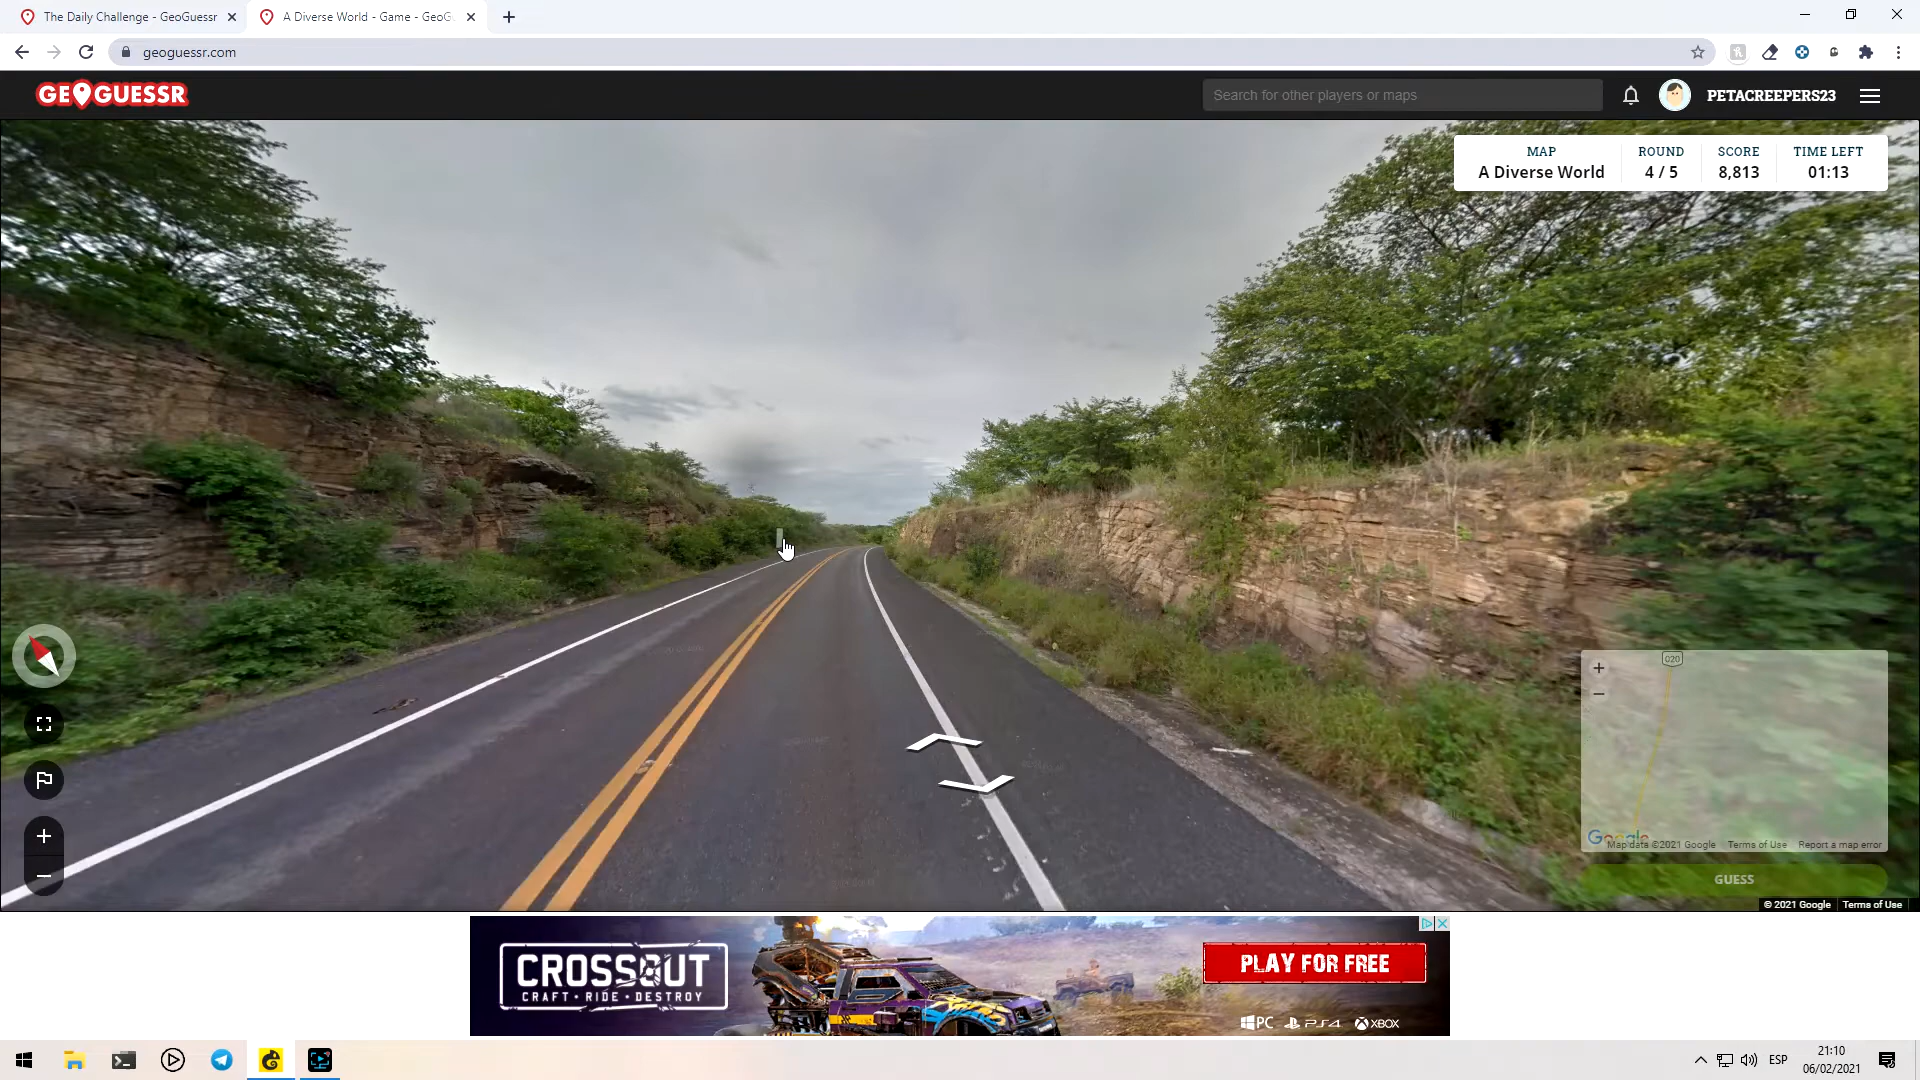 The Daily Challenge - GeoGuessr
A Diverse World - Game - GeoG
geoguessr.com
GEOGUESSR
Search for other players or maps
PETACREEPERS23
MAP
A Diverse World
ROUND
4 / 5
SCORE
8,813
TIME LEFT
01:13
020
Google
Map data ©2021 Google
Terms of Use
Report a map error
GUESS
© 2021 Google
Terms of Use
CROSSOUT
CRAFT • RIDE • DESTROY
PLAY FOR FREE
PC PS4 XBOX
ESP
21:10
06/02/2021